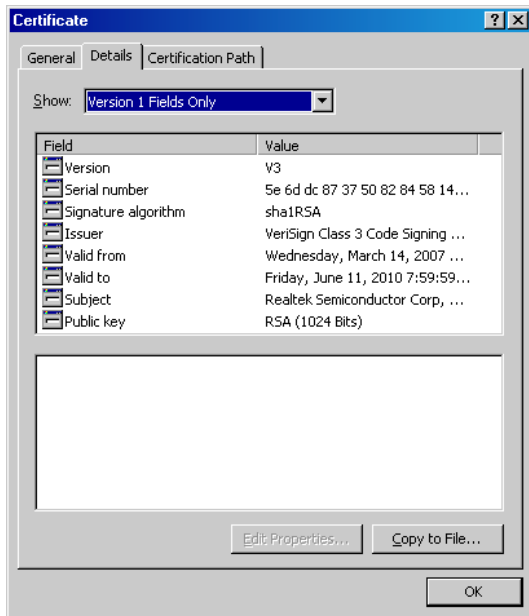 Certificate
General Details Certification Path
Show: Version 1 Fields Only
Field Value
Version V3
Serial number 5e 6d dc 87 37 50 82 84 58 14...
Signature algorithm sha1RSA
Issuer VeriSign Class 3 Code Signing ...
Valid from Wednesday, March 14, 2007 ...
Valid to Friday, June 11, 2010 7:59:59...
Subject Realtek Semiconductor Corp, ...
Public key RSA (1024 Bits)
Edit Properties... Copy to File...
OK